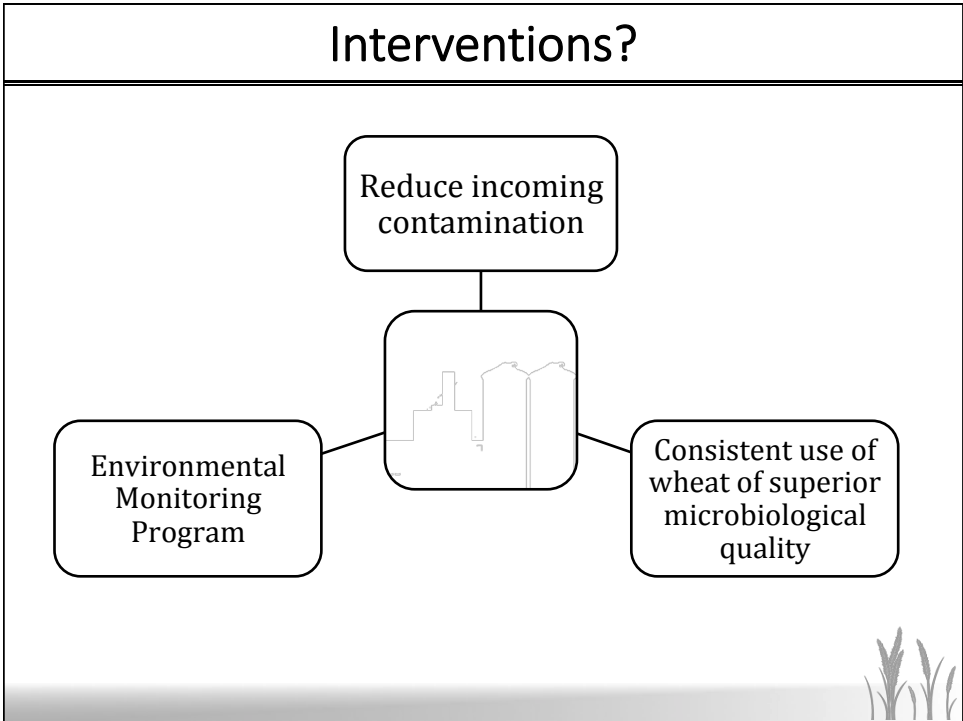 Interventions?
Reduce incoming
contamination
Environmental
Monitoring
Program
Consistent use of
wheat of superior
microbiological
quality